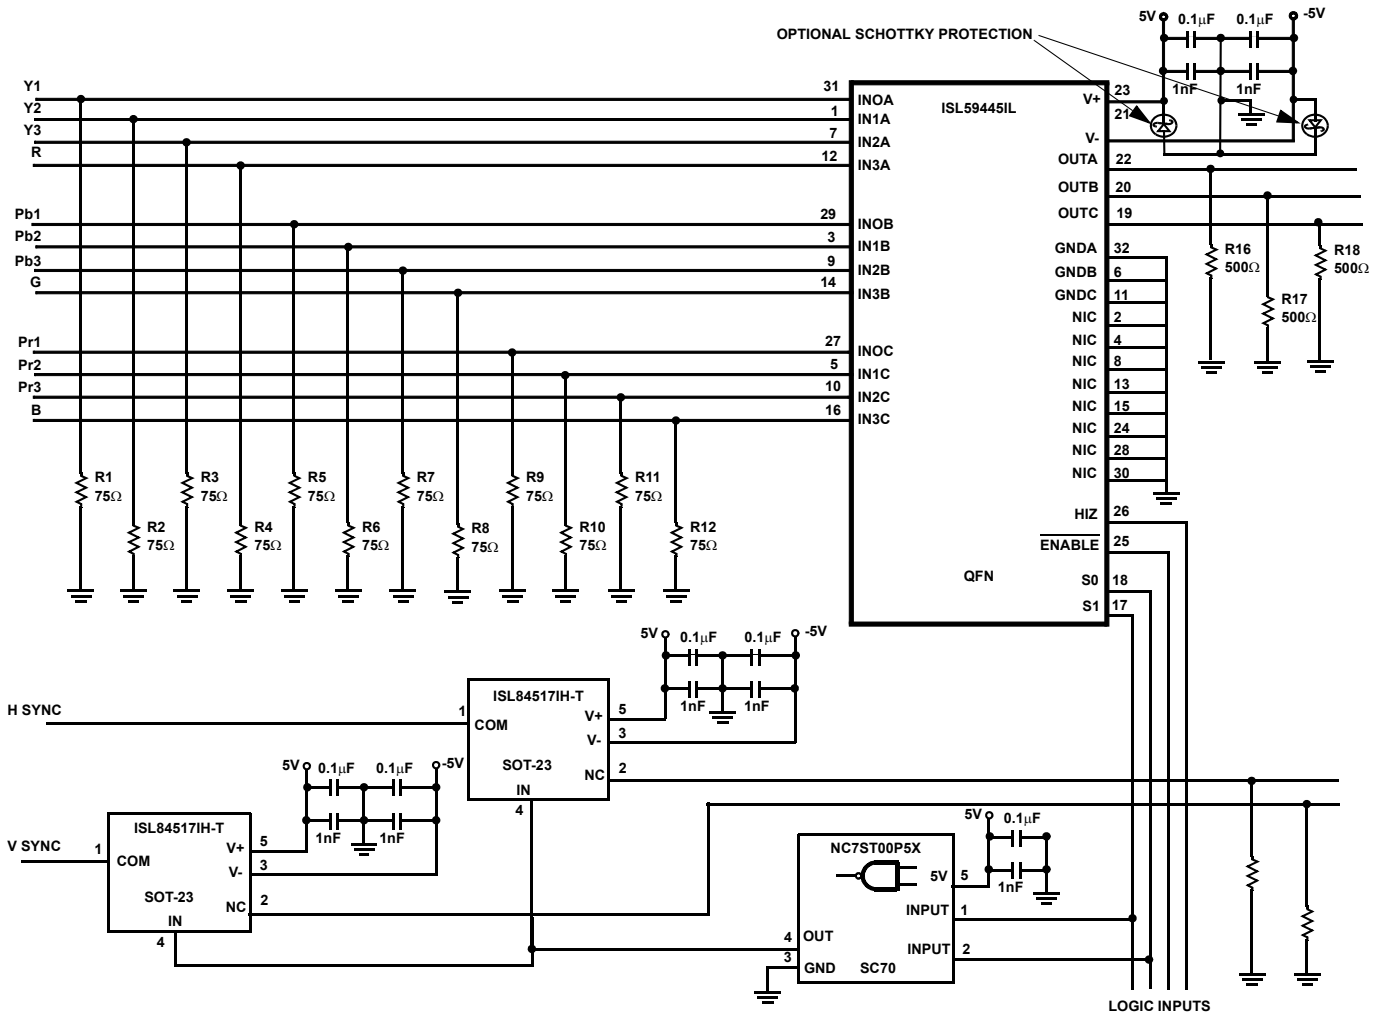 5V
0.1μF
0.1μF
-5V
OPTIONAL SCHOTTKY PROTECTION
1nF
1nF
Y1
31
INOA
ISL59445IL
V+
23
Y2
1
IN1A
21
Y3
7
IN2A
V-
R
12
IN3A
OUTA
22
OUTB
20
Pb1
29
INOB
OUTC
19
Pb2
3
IN1B
GNDA
32
R16
500Ω
R18
500Ω
Pb3
9
IN2B
GNDB
6
G
14
IN3B
GNDC
11
R17
500Ω
NIC
2
Pr1
27
INOC
NIC
4
Pr2
5
IN1C
NIC
8
Pr3
10
IN2C
NIC
13
B
16
IN3C
NIC
15
NIC
24
NIC
28
NIC
30
R1
75Ω
R3
75Ω
R5
75Ω
R7
75Ω
R9
75Ω
R11
75Ω
R2
75Ω
R4
75Ω
R6
75Ω
R8
75Ω
R10
75Ω
R12
75Ω
HIZ
26
ENABLE
25
QFN
S0
18
S1
17
5V
0.1μF
0.1μF
-5V
1nF
1nF
H SYNC
1
COM
ISL84517IH-T
V+
5
V-
3
SOT-23
NC
2
IN
4
5V
0.1μF
0.1μF
-5V
1nF
1nF
V SYNC
1
COM
ISL84517IH-T
V+
5
V-
3
SOT-23
NC
2
IN
4
5V
0.1μF
1nF
NC7ST00P5X
5V
5
INPUT
1
4
OUT
INPUT
2
3
GND
SC70
LOGIC INPUTS